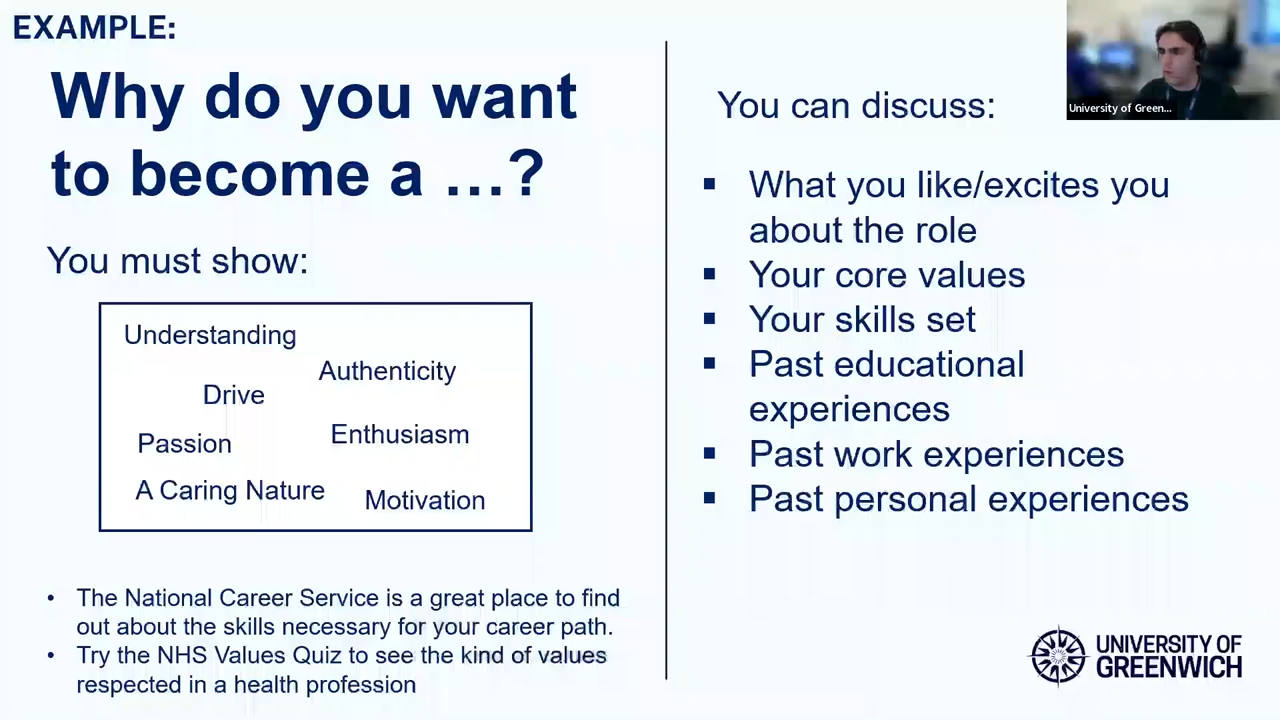 EXAMPLE:
Why do you want
to become a ...?
You must show:
Understanding
Authenticity
Drive
Enthusiasm
Passion
A Caring Nature
Motivation
• The National Career Service is a great place to find
out about the skills necessary for your career path.
• Try the NHS Values Quiz to see the kind of values
respected in a health profession
You can discuss:
▪ What you like/excites you
about the role
▪ Your core values
▪ Your skills set
▪ Past educational
experiences
▪ Past work experiences
▪ Past personal experiences
University of Green...
UNIVERSITY OF
GREENWICH